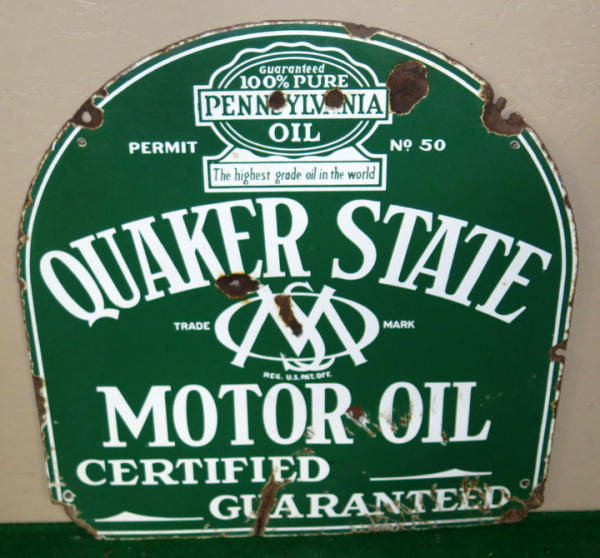 Guaranteed
100% PURE
PENNSYLVANIA
OIL
PERMIT Nº 50
The highest grade oil in the world
QUAKER STATE
TRADE QSMO MARK
REG. U.S. PAT. OFF.
MOTOR OIL
CERTIFIED
GUARANTEED